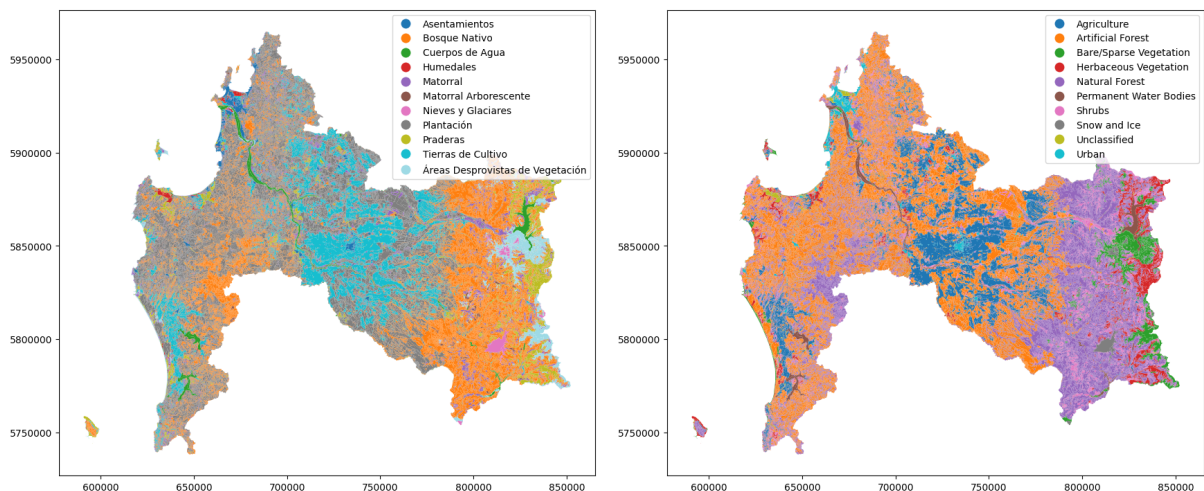 Asentamientos
Bosque Nativo
Cuerpos de Agua
Humedales
Matorral
Matorral Arborescente
Nieves y Glaciares
Plantación
Praderas
Tierras de Cultivo
Áreas Desprovistas de Vegetación
5950000
5900000
5850000
5800000
5750000
600000 650000 700000 750000 800000 850000
Agriculture
Artificial Forest
Bare/Sparse Vegetation
Herbaceous Vegetation
Natural Forest
Permanent Water Bodies
Shrubs
Snow and Ice
Unclassified
Urban
5950000
5900000
5850000
5800000
5750000
600000 650000 700000 750000 800000 850000